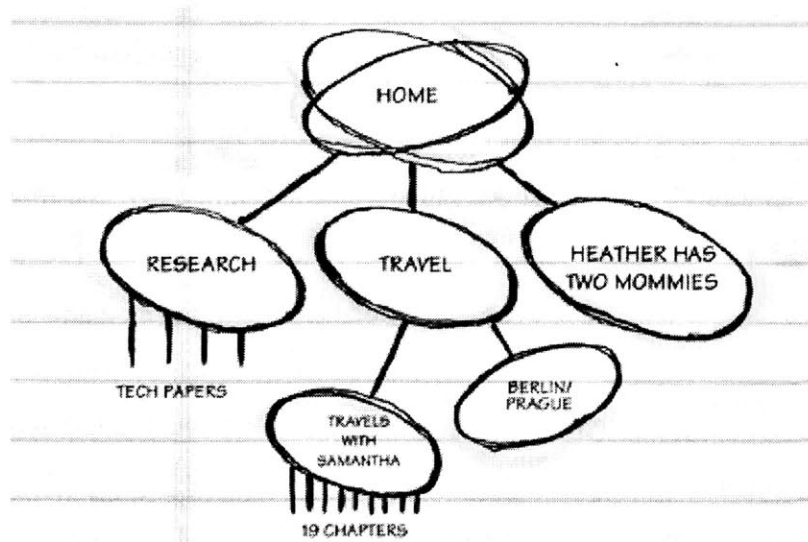 HOME
RESEARCH
TRAVEL
HEATHER HAS
TWO MOMMIES
TECH PAPERS
BERLIN/
PRAGUE
TRAVELS
WITH
SAMANTHA
19 CHAPTERS